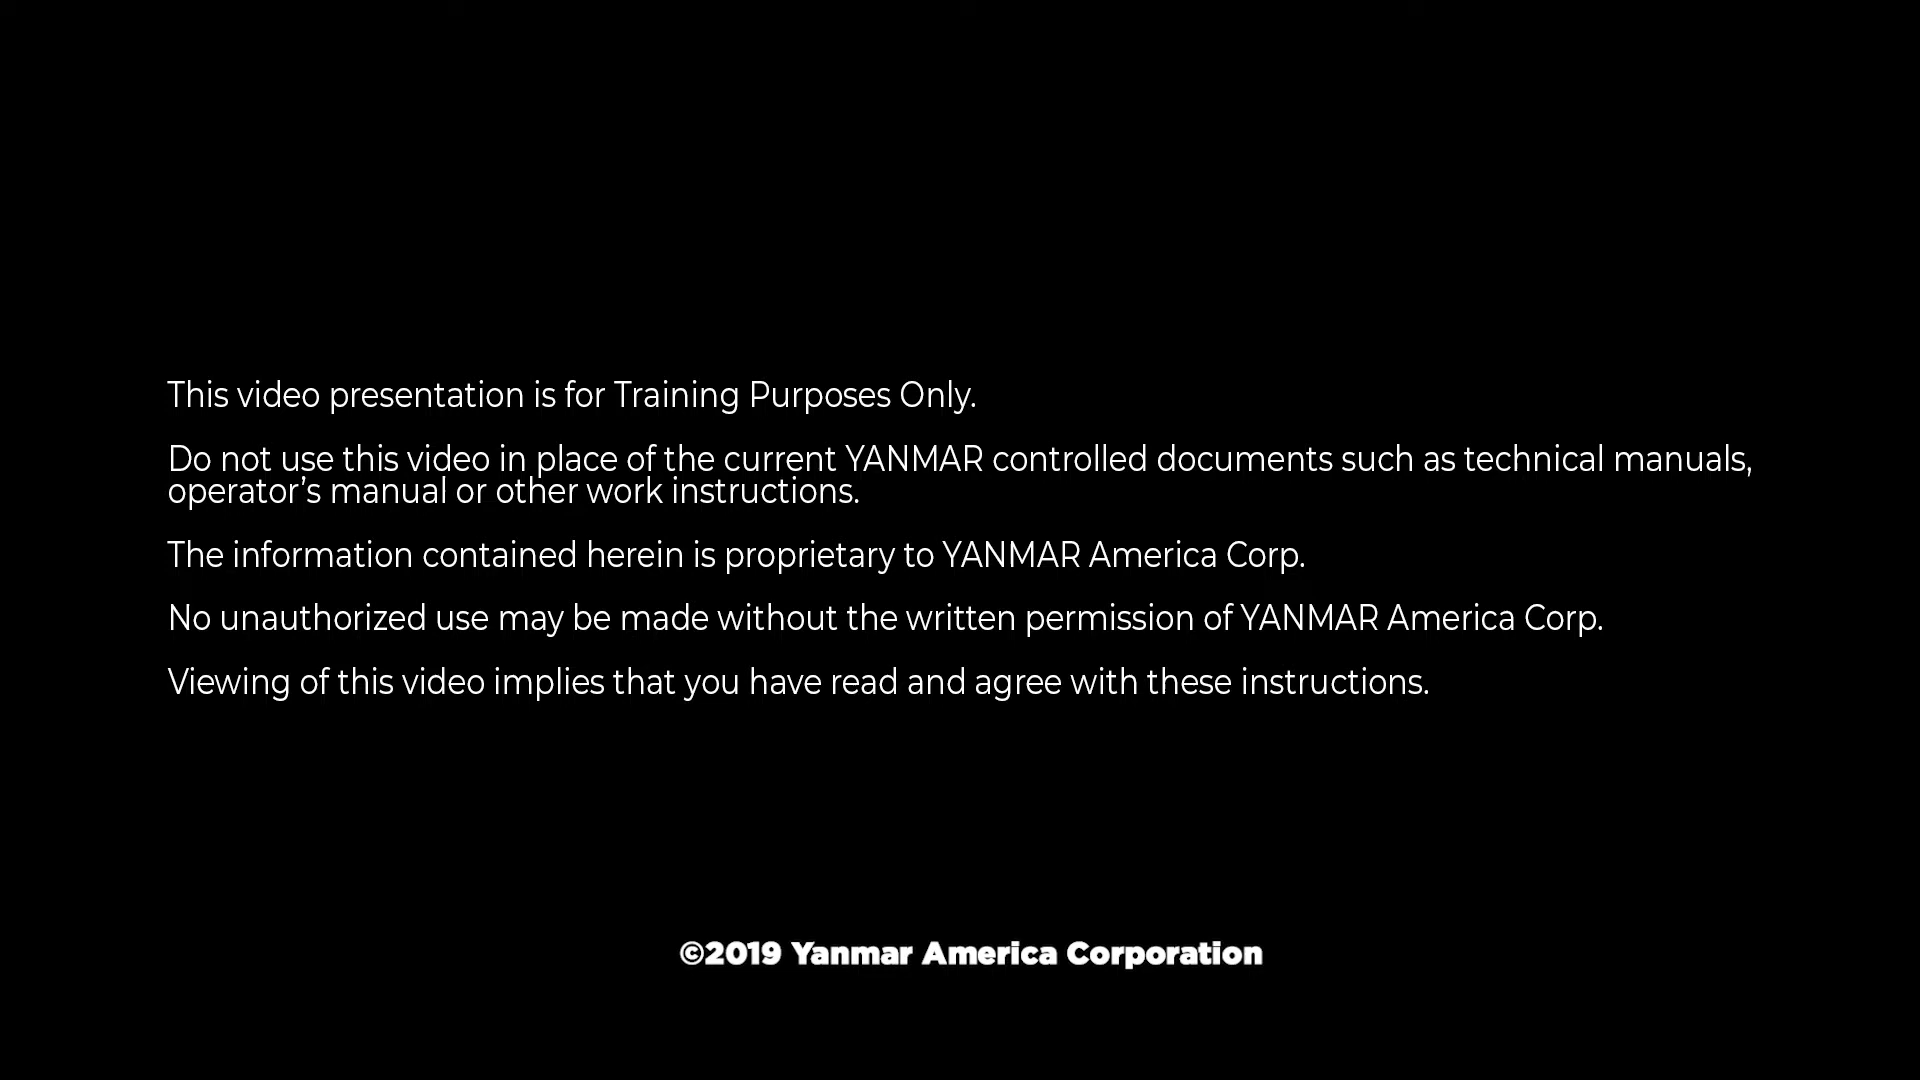 This video presentation is for Training Purposes Only.
Do not use this video in place of the current YANMAR controlled documents such as technical manuals,
operator’s manual or other work instructions.
The information contained herein is proprietary to YANMAR America Corp.
No unauthorized use may be made without the written permission of YANMAR America Corp.
Viewing of this video implies that you have read and agree with these instructions.
©2019 Yanmar America Corporation